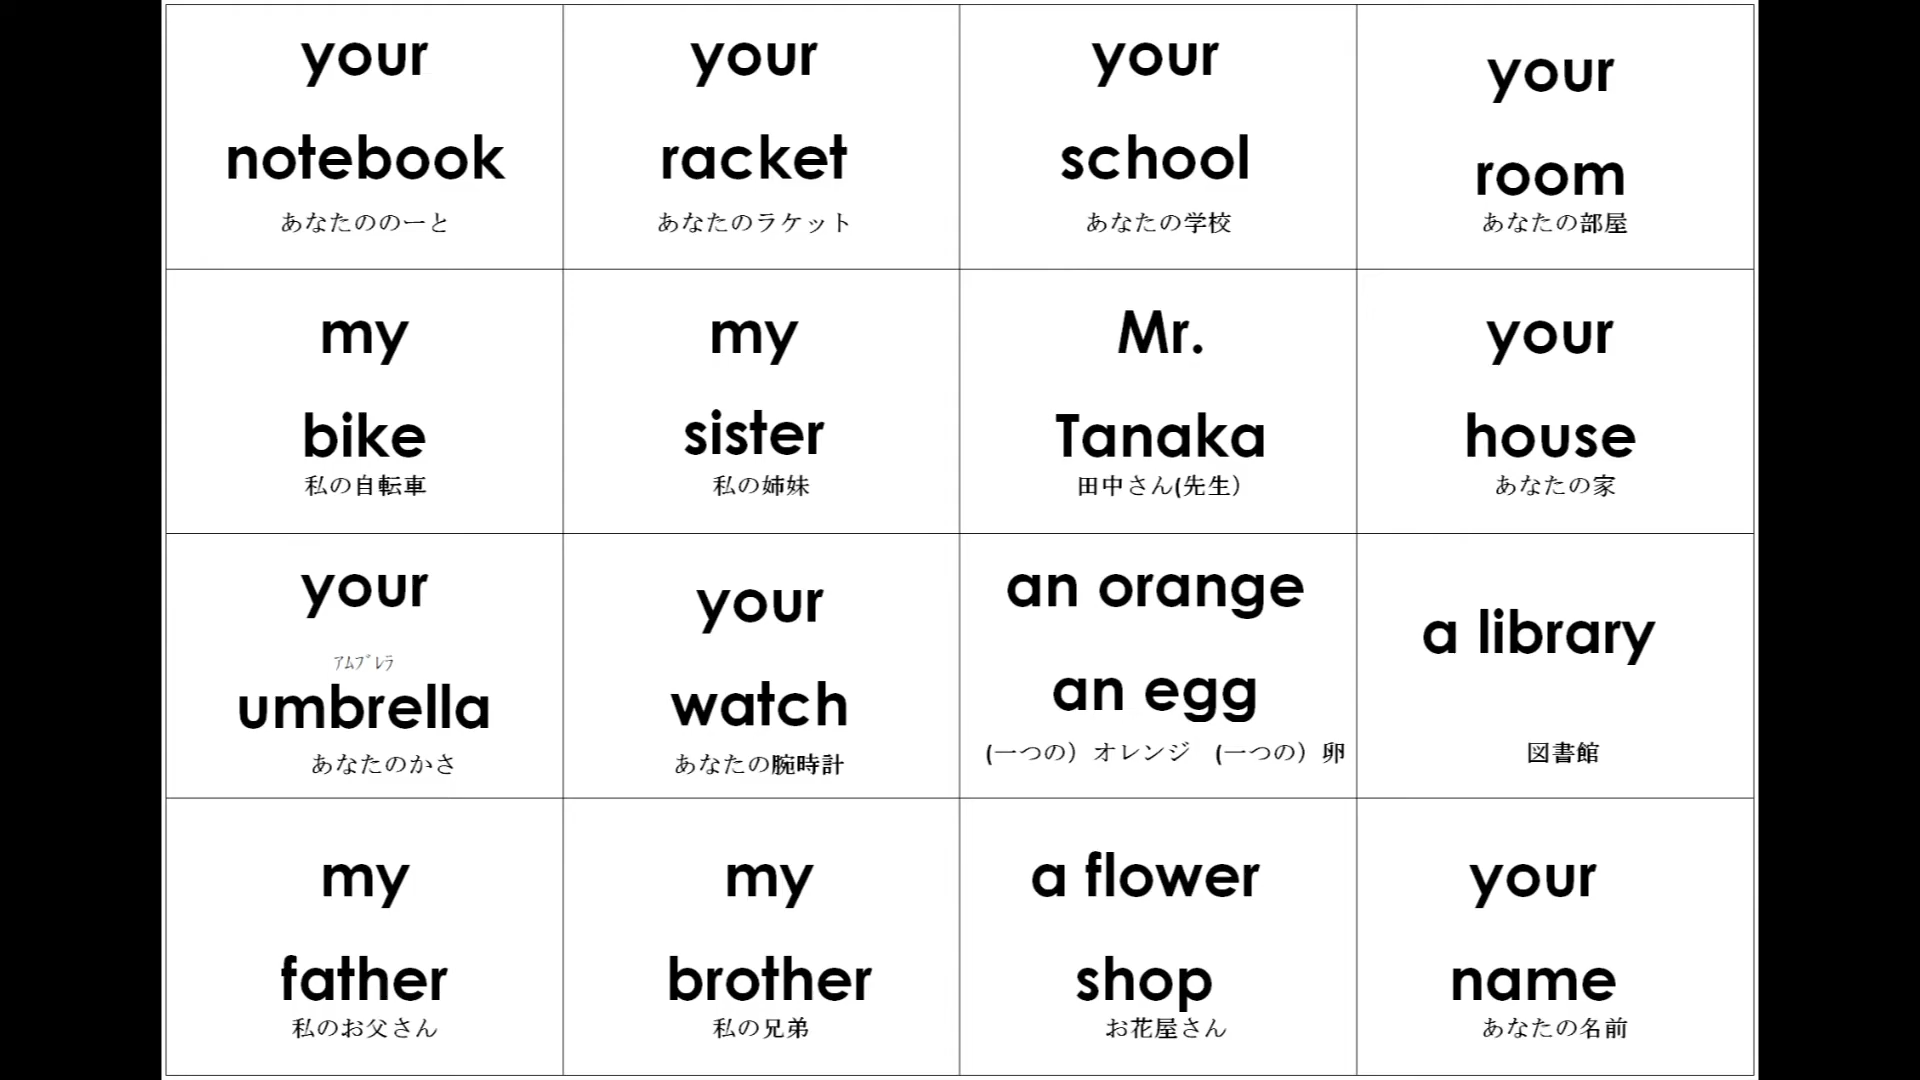 your
notebook
あなたののーと
your
racket
あなたのラケット
your
school
あなたの学校
your
room
あなたの部屋
my
bike
私の自転車
my
sister
私の姉妹
Mr.
Tanaka
田中さん(先生）
your
house
あなたの家
your
ｱﾑﾌﾞﾚﾗ
umbrella
あなたのかさ
your
watch
あなたの腕時計
an orange
an egg
(一つの）オレンジ　(一つの）卵
a library
図書館
my
father
私のお父さん
my
brother
私の兄弟
a flower
shop
お花屋さん
your
name
あなたの名前